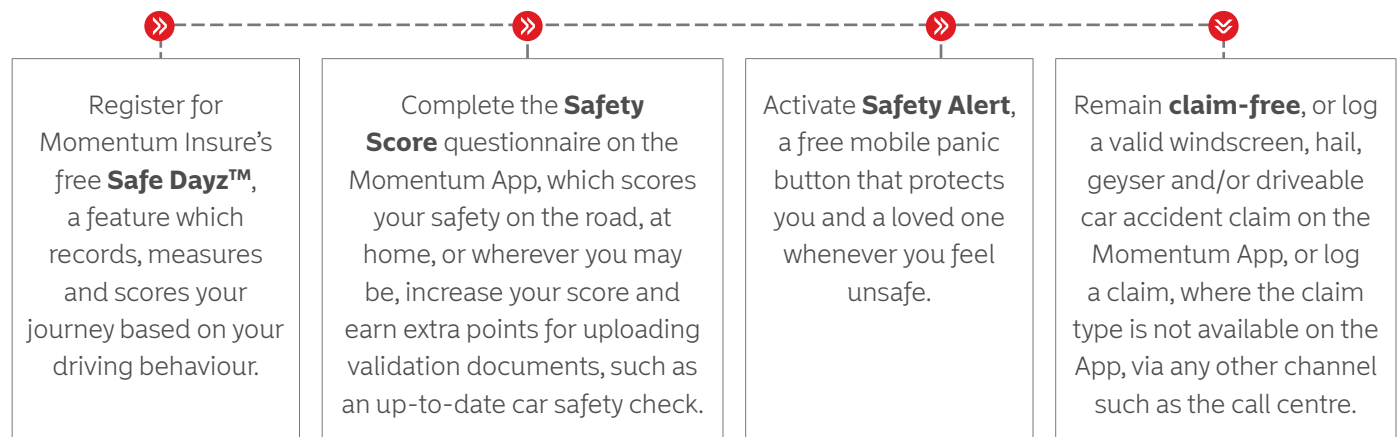 Register for
Momentum Insure's
free Safe Dayz™,
a feature which
records, measures
and scores your
journey based on your
driving behaviour.
Complete the Safety
Score questionnaire on the
Momentum App, which scores
your safety on the road, at
home, or wherever you may
be, increase your score and
earn extra points for uploading
validation documents, such as
an up-to-date car safety check.
Activate Safety Alert,
a free mobile panic
button that protects
you and a loved one
whenever you feel
unsafe.
Remain claim-free, or log
a valid windscreen, hail,
geyser and/or driveable
car accident claim on the
Momentum App, or log
a claim, where the claim
type is not available on the
App, via any other channel
such as the call centre.